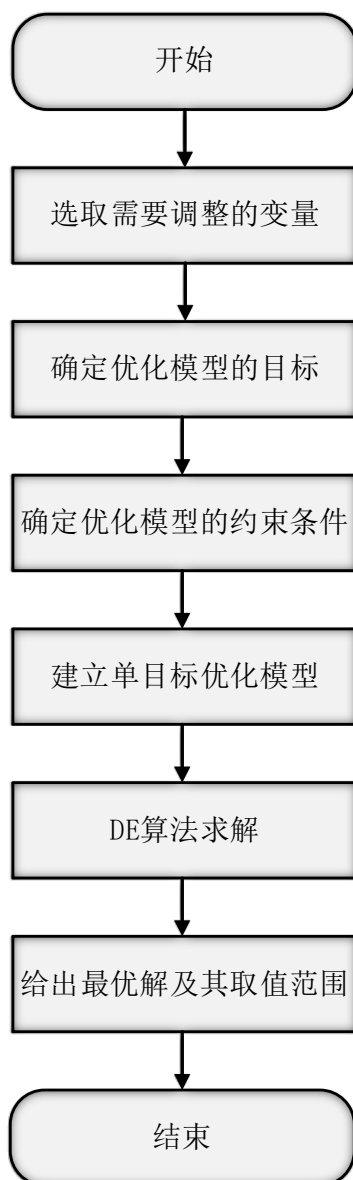 开始
选取需要调整的变量
确定优化模型的目标
确定优化模型的约束条件
建立单目标优化模型
DE算法求解
给出最优解及其取值范围
结束